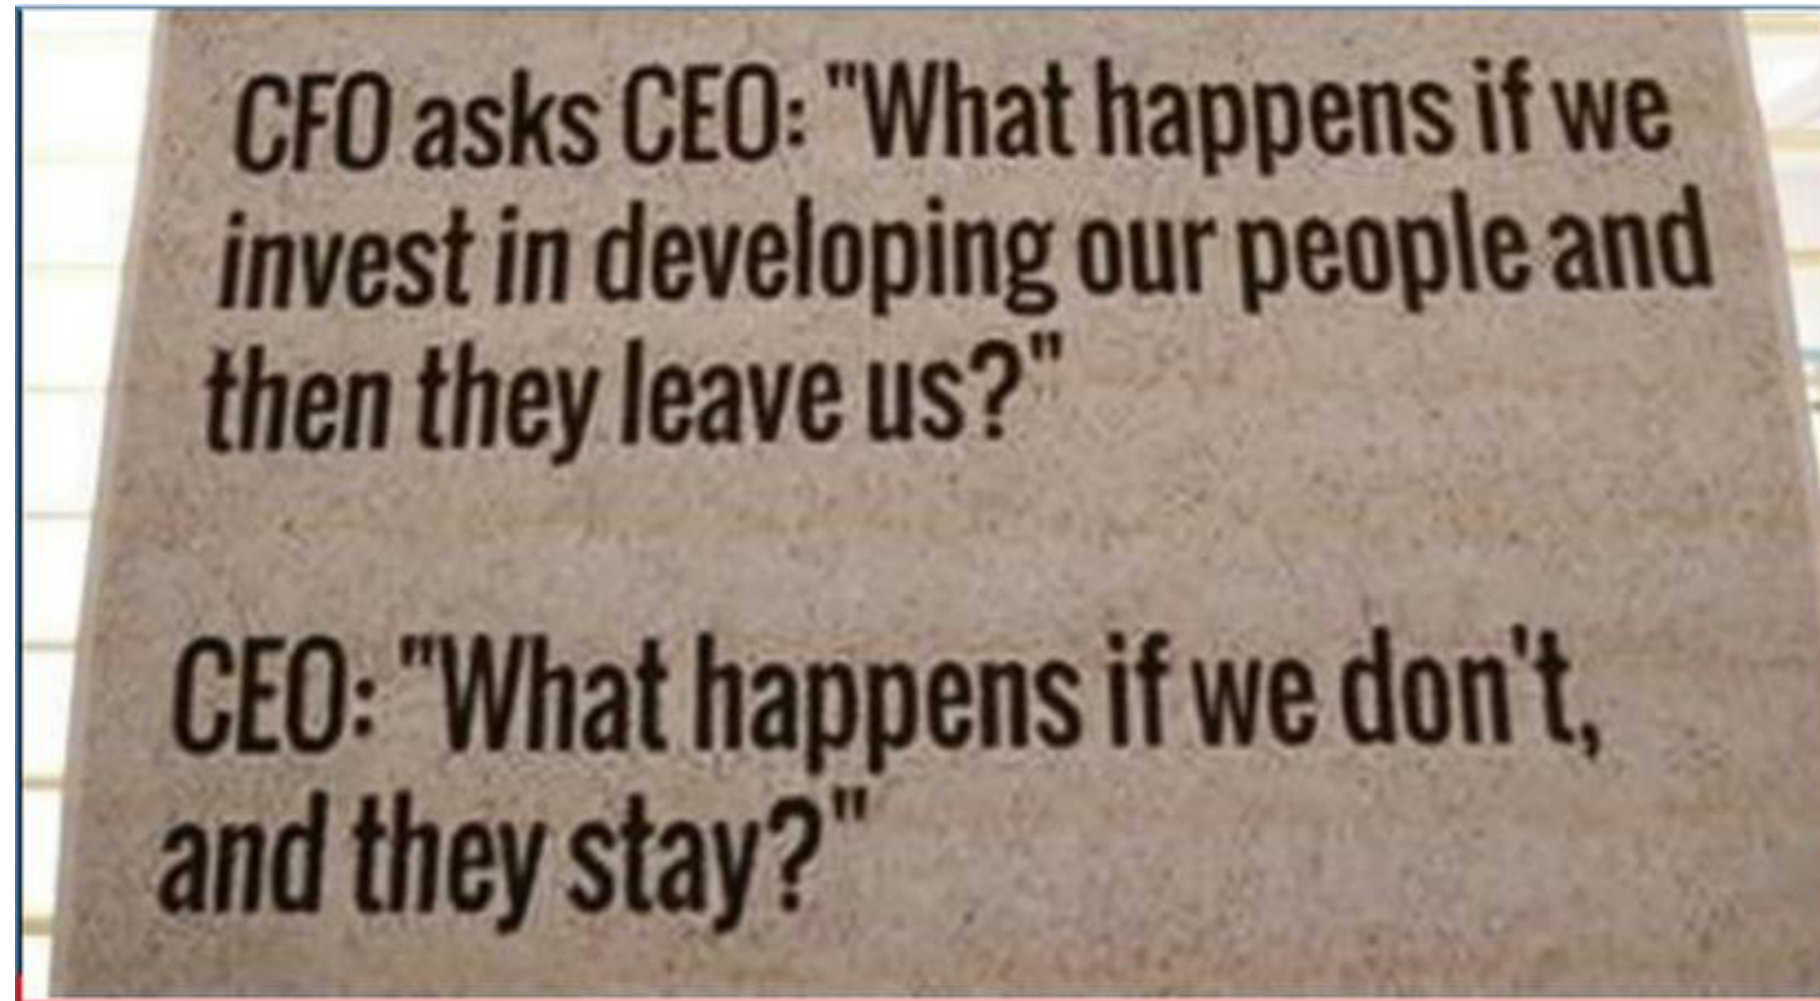 CFO asks CEO: "What happens if we
invest in developing our people and
then they leave us?"
CEO: "What happens if we don't,
and they stay?"